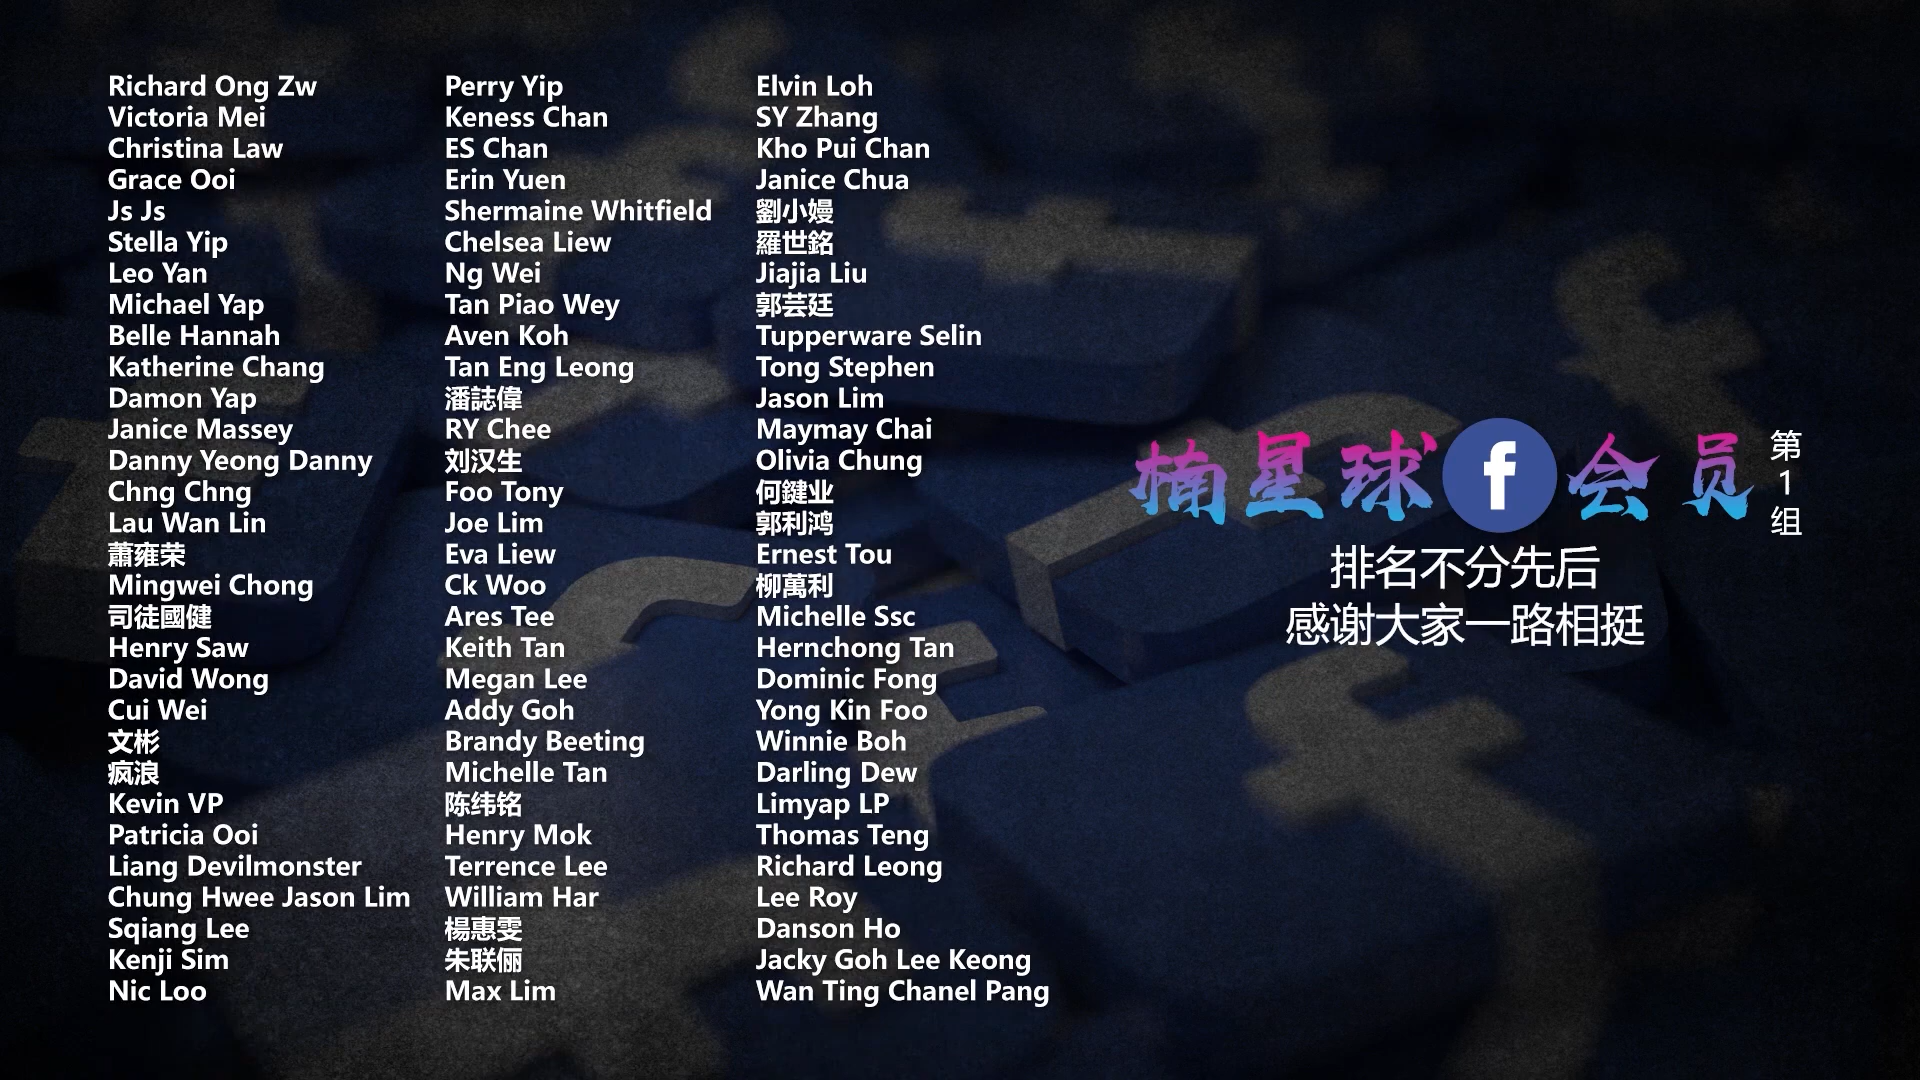 Richard Ong Zw
Victoria Mei
Christina Law
Grace Ooi
Js Js
Stella Yip
Leo Yan
Michael Yap
Belle Hannah
Katherine Chang
Damon Yap
Janice Massey
Danny Yeong Danny
Chng Chng
Lau Wan Lin
蕭雍荣
Mingwei Chong
司徒國健
Henry Saw
David Wong
Cui Wei
文彬
疯浪
Kevin VP
Patricia Ooi
Liang Devilmonster
Chung Hwee Jason Lim
Sqiang Lee
Kenji Sim
Nic Loo
Perry Yip
Keness Chan
ES Chan
Erin Yuen
Shermaine Whitfield
Chelsea Liew
Ng Wei
Tan Piao Wey
Aven Koh
Tan Eng Leong
潘誌偉
RY Chee
刘汉生
Foo Tony
Joe Lim
Eva Liew
Ck Woo
Ares Tee
Keith Tan
Megan Lee
Addy Goh
Brandy Beeting
Michelle Tan
陈纬铭
Henry Mok
Terrence Lee
William Har
楊惠雯
朱联俪
Max Lim
Elvin Loh
SY Zhang
Kho Pui Chan
Janice Chua
劉小嫚
羅世銘
Jiajia Liu
郭芸廷
Tupperware Selin
Tong Stephen
Jason Lim
Maymay Chai
Olivia Chung
何鍵业
郭利鸿
Ernest Tou
柳萬利
Michelle Ssc
Hernchong Tan
Dominic Fong
Yong Kin Foo
Winnie Boh
Darling Dew
Limyap LP
Thomas Teng
Richard Leong
Lee Roy
Danson Ho
Jacky Goh Lee Keong
Wan Ting Chanel Pang
楠星球f会员 第1组
排名不分先后
感谢大家一路相挺